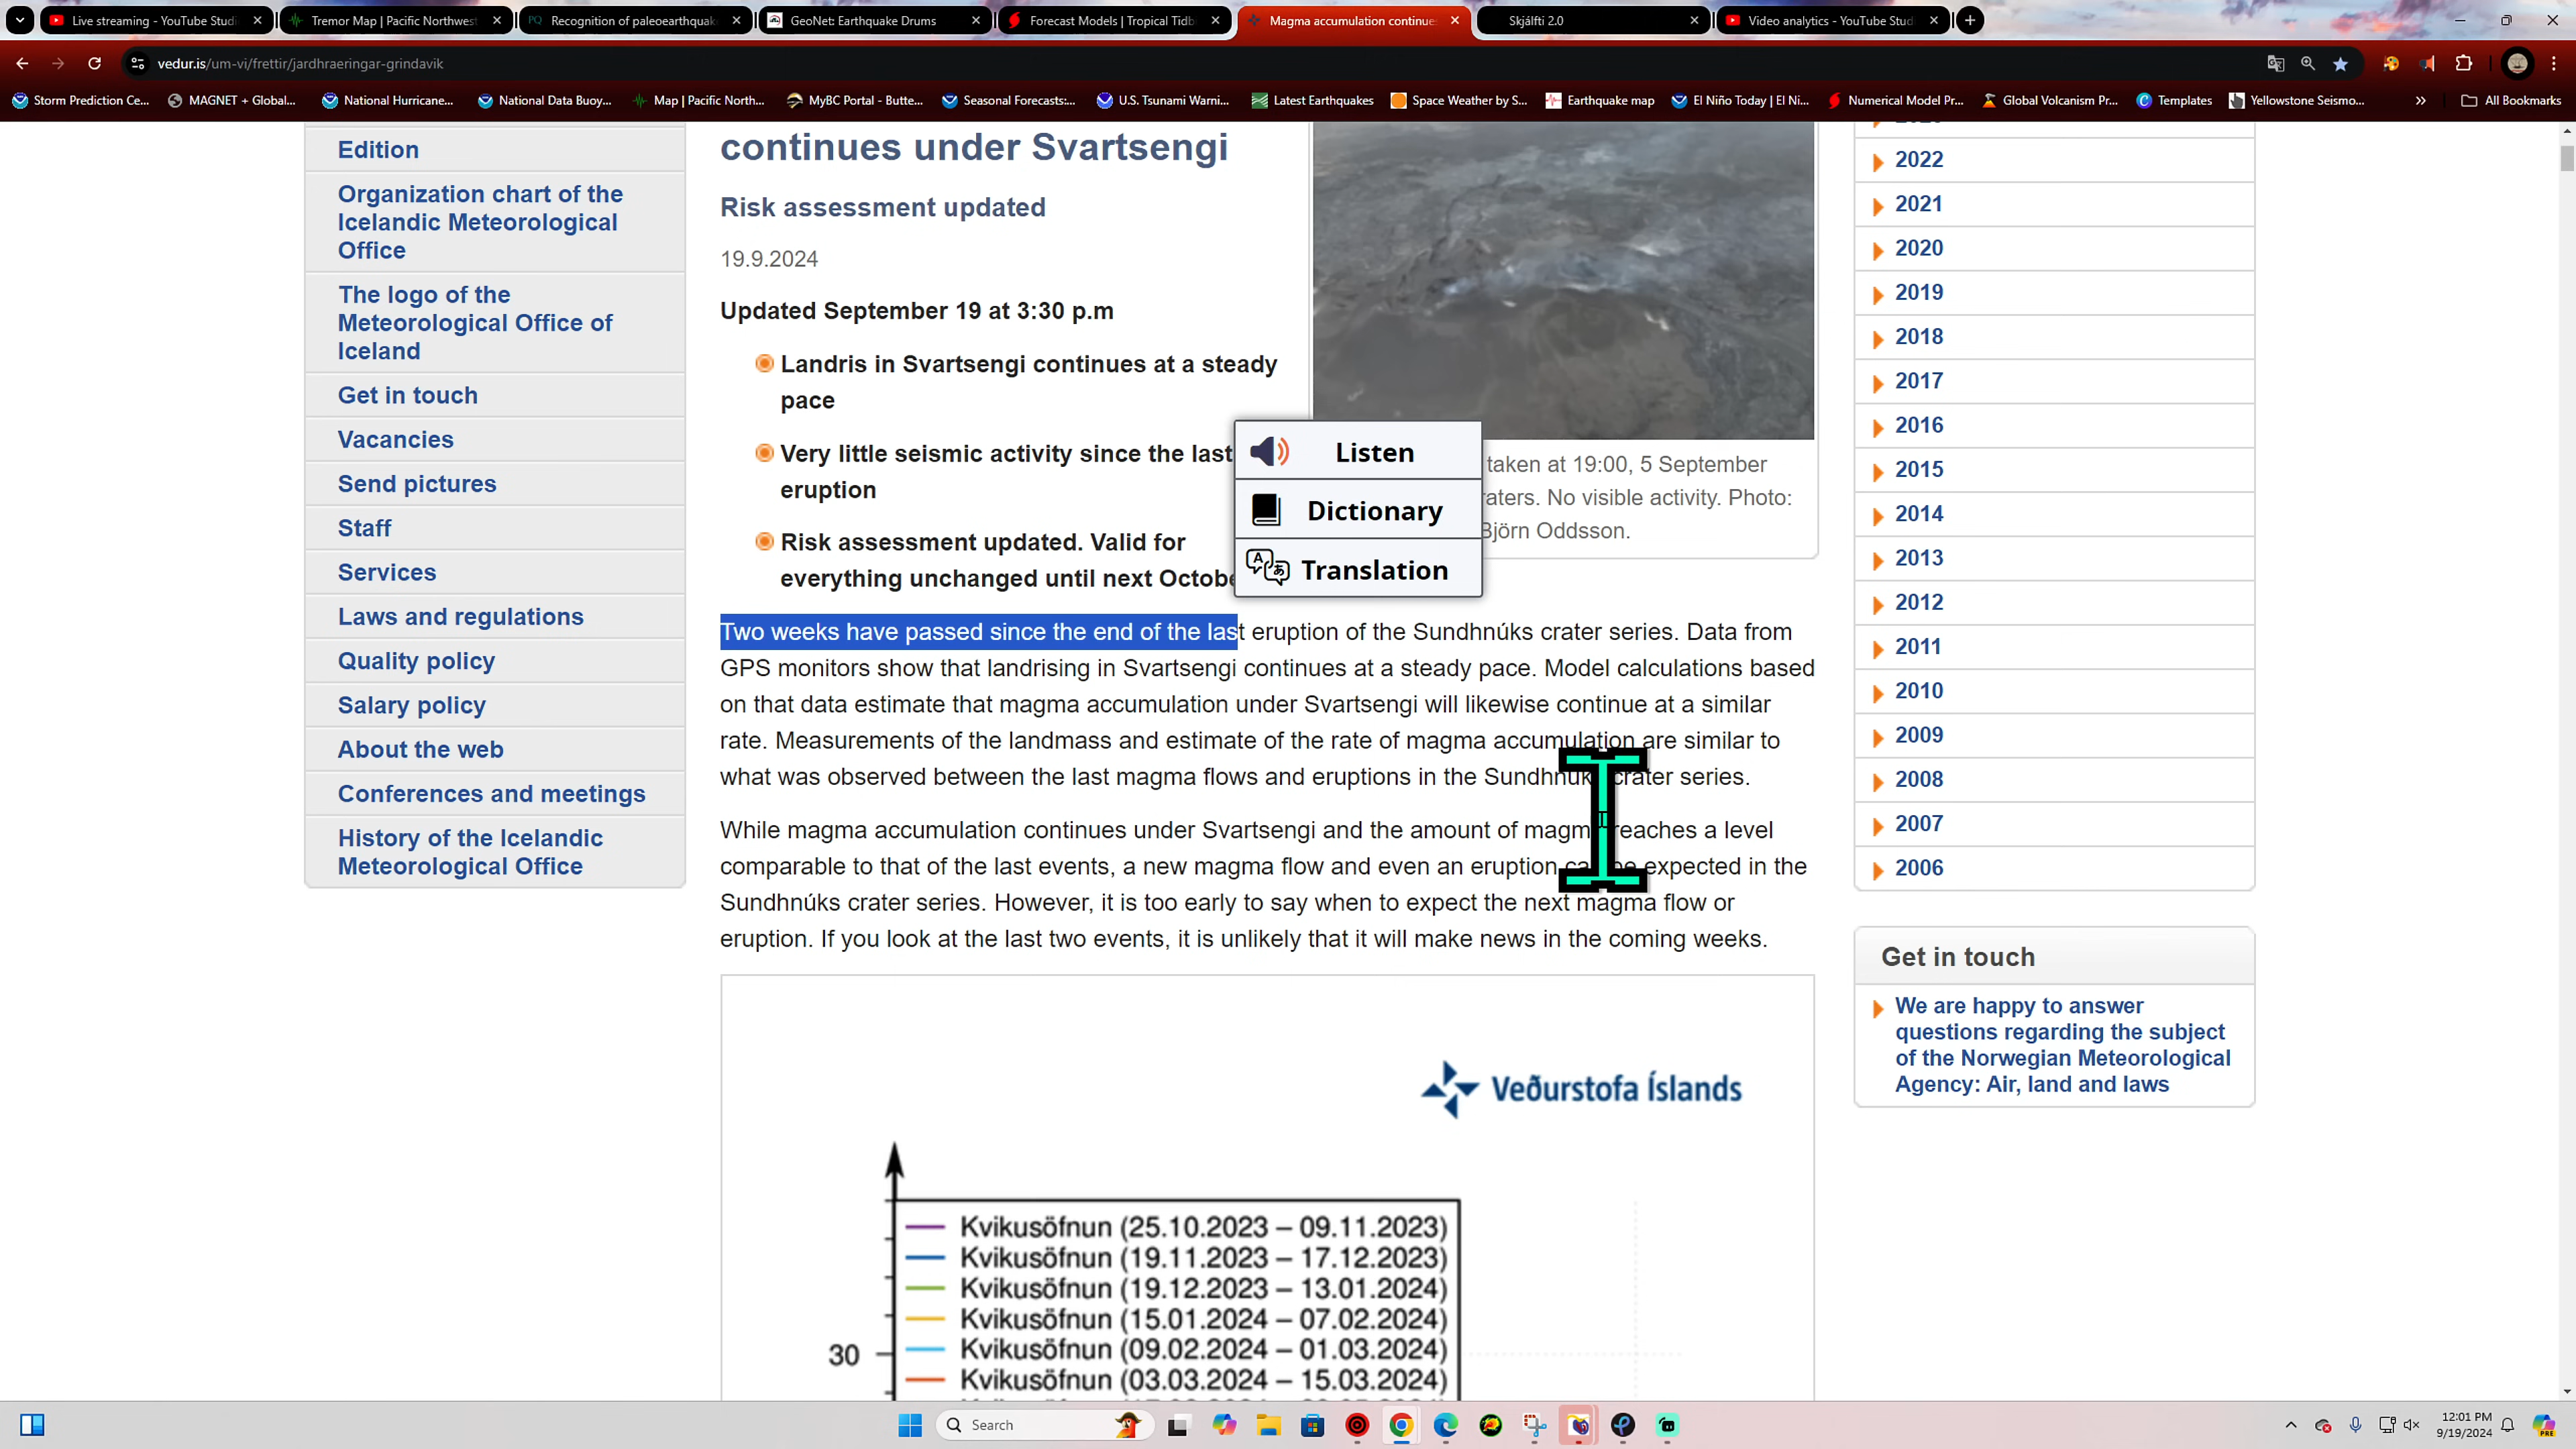 Live streaming - YouTube Studi
Tremor Map | Pacific Northwest
Recognition of paleoearthquak
GeoNet: Earthquake Drums
Forecast Models | Tropical Tidb
Magma accumulation continue
Skjálfti 2.0
Video analytics - YouTube Stud
vedur.is/um-vi/frettir/jardhraeringar-grindavik
Storm Prediction Ce...
MAGNET + Global...
National Hurricane...
National Data Buoy...
Map | Pacific North...
MyBC Portal - Butte...
Seasonal Forecasts:...
U.S. Tsunami Warni...
Latest Earthquakes
Space Weather by S...
Earthquake map
El Niño Today | El Ni...
Numerical Model Pr...
Global Volcanism Pr...
Templates
Yellowstone Seismo...
All Bookmarks
Edition
Organization chart of the
Icelandic Meteorological
Office
The logo of the
Meteorological Office of
Iceland
Get in touch
Vacancies
Send pictures
Staff
Services
Laws and regulations
Quality policy
Salary policy
About the web
Conferences and meetings
History of the Icelandic
Meteorological Office
continues under Svartsengi
Risk assessment updated
19.9.2024
Updated September 19 at 3:30 p.m
Landris in Svartsengi continues at a steady
pace
Very little seismic activity since the last
eruption
Risk assessment updated. Valid for
everything unchanged until next
Listen
Dictionary
Translation
taken at 19:00, 5 September
No visible activity. Photo:
Björn Oddsson.
Two weeks have passed since the end of the last eruption of the Sundhnúks crater series. Data from
GPS monitors show that landrising in Svartsengi continues at a steady pace. Model calculations based
on that data estimate that magma accumulation under Svartsengi will likewise continue at a similar
rate. Measurements of the landmass and estimate of the rate of magma accumulation are similar to
what was observed between the last magma flows and eruptions in the Sundhnúks crater series.
While magma accumulation continues under Svartsengi and the amount of magma reaches a level
comparable to that of the last events, a new magma flow and even an eruption can be expected in the
Sundhnúks crater series. However, it is too early to say when to expect the next magma flow or
eruption. If you look at the last two events, it is unlikely that it will make news in the coming weeks.
Veðurstofa Íslands
Kvikusöfnun (25.10.2023 – 09.11.2023)
Kvikusöfnun (19.11.2023 – 17.12.2023)
Kvikusöfnun (19.12.2023 – 13.01.2024)
Kvikusöfnun (15.01.2024 – 07.02.2024)
Kvikusöfnun (09.02.2024 – 01.03.2024)
Kvikusöfnun (03.03.2024 – 15.03.2024)
30
2022
2021
2020
2019
2018
2017
2016
2015
2014
2013
2012
2011
2010
2009
2008
2007
2006
Get in touch
We are happy to answer
questions regarding the subject
of the Norwegian Meteorological
Agency: Air, land and laws
Search
12:01 PM
9/19/2024